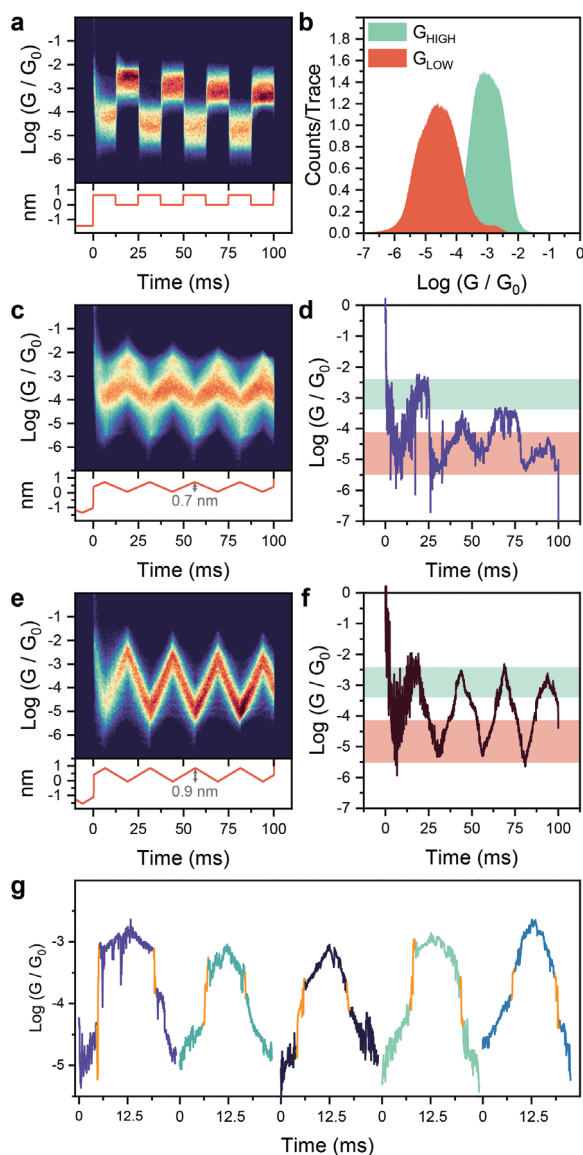 a
Log (G / G0)
-1
-2
-3
-4
-5
-6
nm
1
0
-1
0 25 50 75 100
Time (ms)
b
GHIGH
GLOW
Counts/Trace
1.8
1.6
1.4
1.2
1.0
0.8
0.6
0.4
0.2
0.0
-7 -6 -5 -4 -3 -2 -1 0
Log (G / G0)
c
Log (G / G0)
-1
-2
-3
-4
-5
-6
nm
1
0
-1
0.7 nm
0 25 50 75 100
Time (ms)
d
Log (G / G0)
0
-1
-2
-3
-4
-5
-6
-7
0 25 50 75 100
Time (ms)
e
Log (G / G0)
-1
-2
-3
-4
-5
-6
nm
1
0
-1
0.9 nm
0 25 50 75 100
Time (ms)
f
Log (G / G0)
0
-1
-2
-3
-4
-5
-6
-7
0 25 50 75 100
Time (ms)
g
Log (G / G0)
-3
-4
-5
0 12.5 0 12.5 0 12.5 0 12.5 0 12.5
Time (ms)